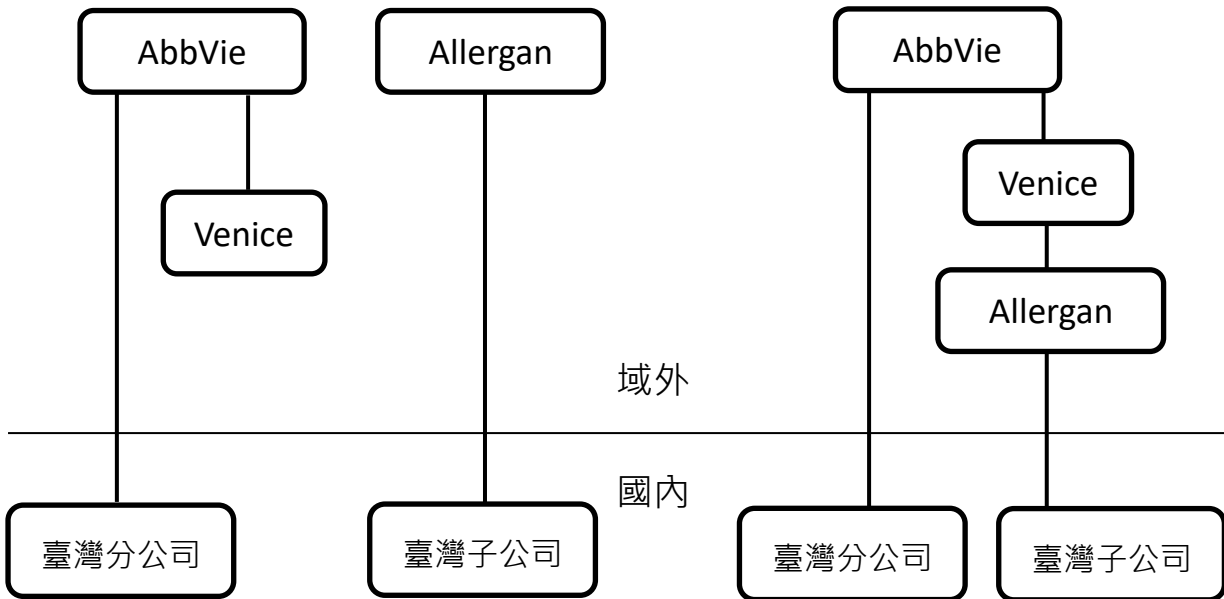 AbbVie
Allergan
AbbVie
Venice
Venice
Allergan
域外
國內
臺灣分公司
臺灣子公司
臺灣分公司
臺灣子公司